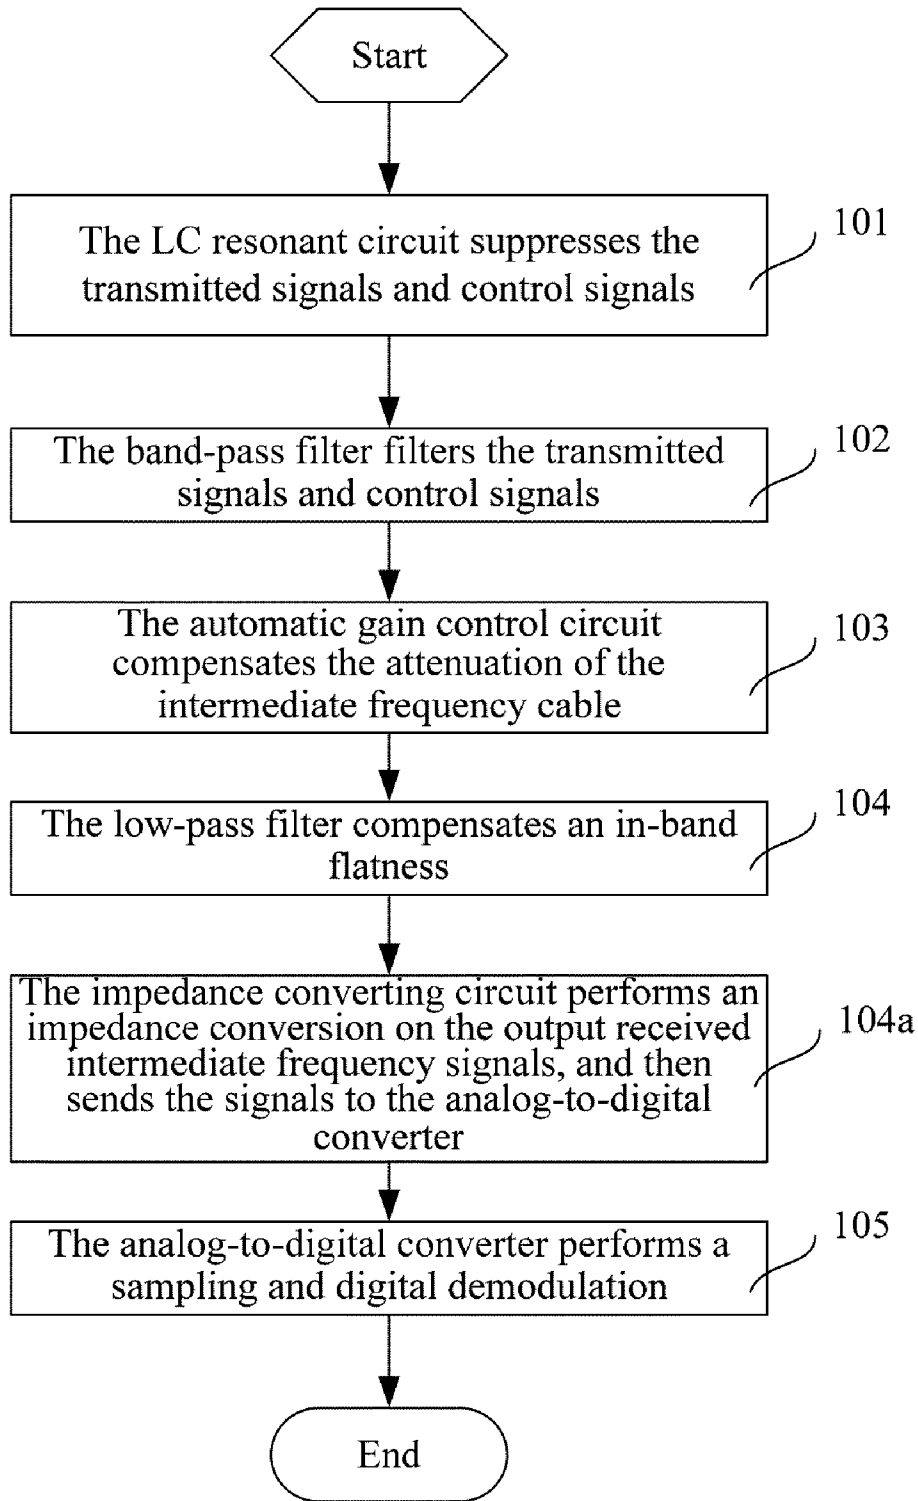 Start
The LC resonant circuit suppresses the
transmitted signals and control signals
101
The band-pass filter filters the transmitted
signals and control signals
102
The automatic gain control circuit
compensates the attenuation of the
intermediate frequency cable
103
The low-pass filter compensates an in-band
flatness
104
The impedance converting circuit performs an
impedance conversion on the output received
intermediate frequency signals, and then
sends the signals to the analog-to-digital
converter
104a
The analog-to-digital converter performs a
sampling and digital demodulation
105
End